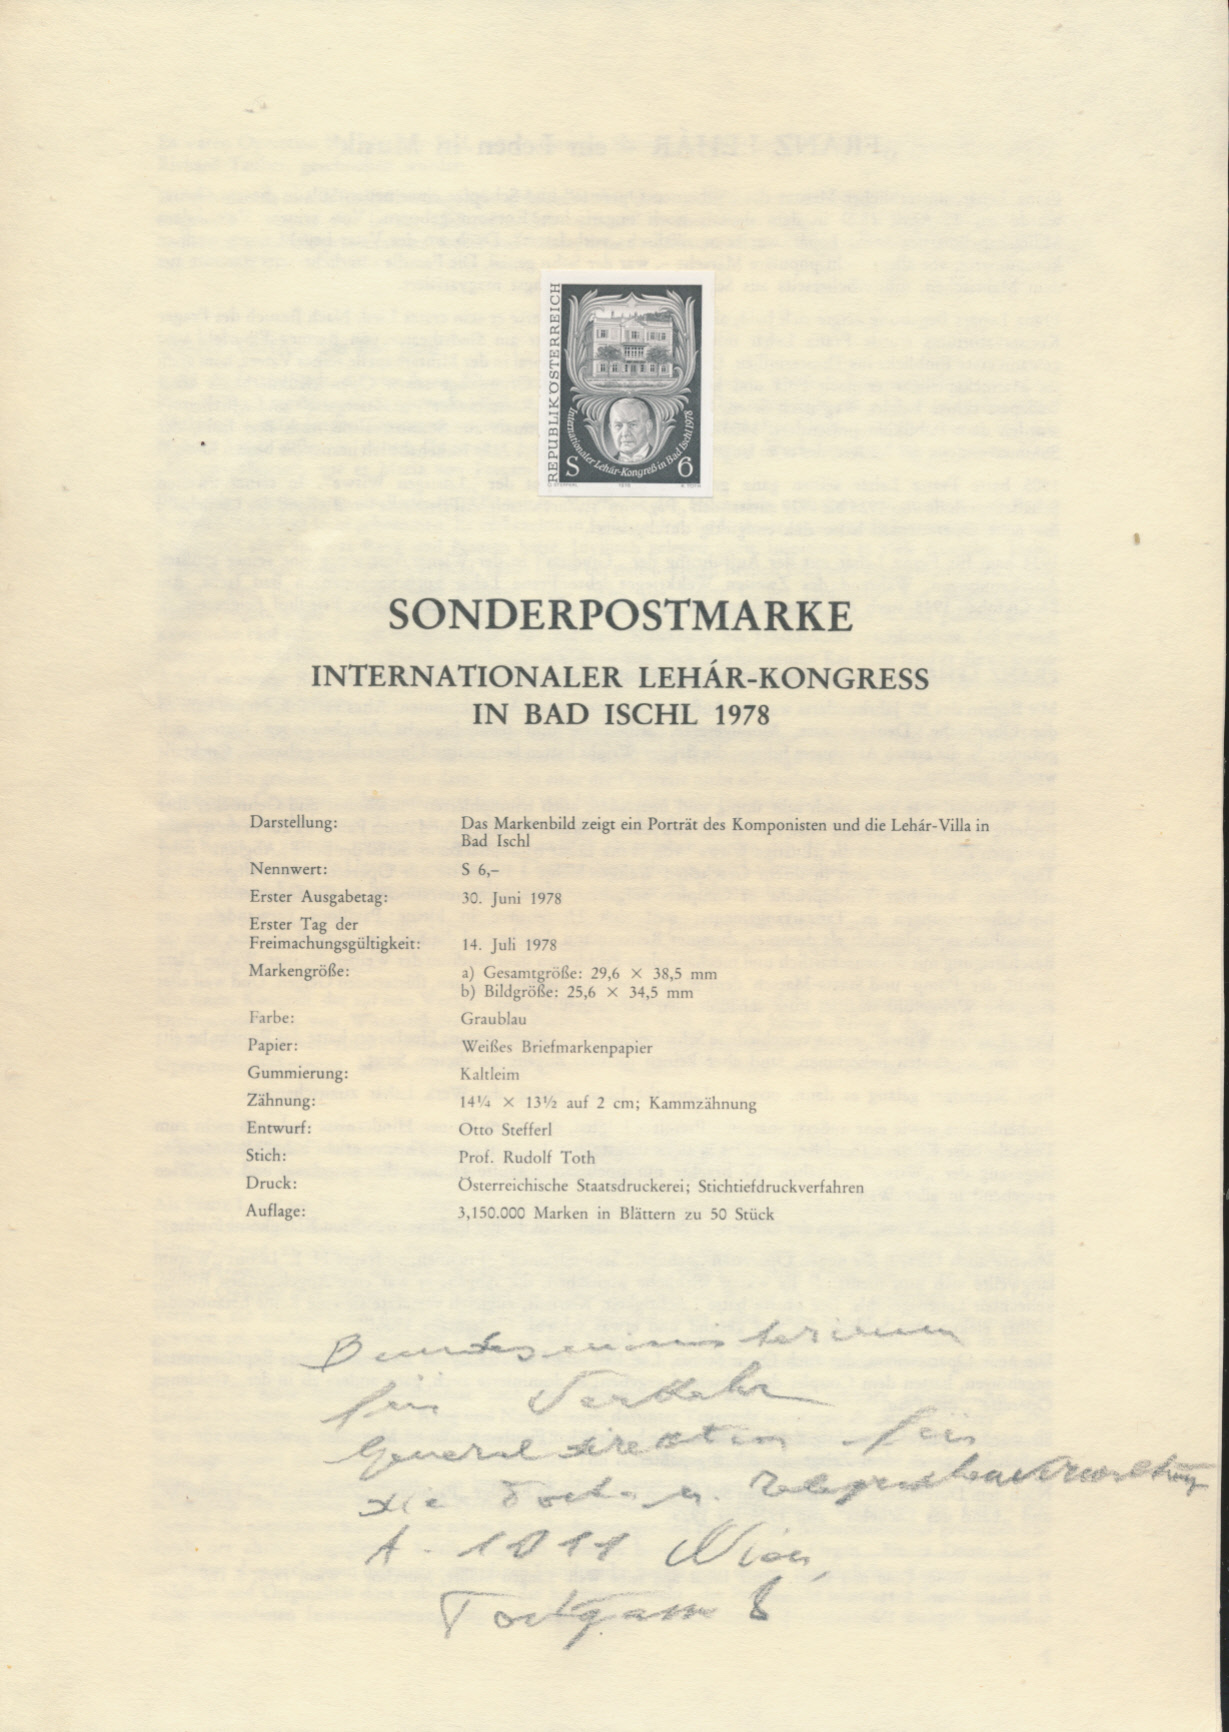 REPUBLIK ÖSTERREICH
Internationaler Lehár-Kongreß in Bad Ischl 1978
S 6
SONDERPOSTMARKE
INTERNATIONALER LEHÁR-KONGRESS
IN BAD ISCHL 1978
Darstellung: Das Markenbild zeigt ein Porträt des Komponisten und die Lehár-Villa in
Bad Ischl
Nennwert: S 6,–
Erster Ausgabetag: 30. Juni 1978
Erster Tag der
Freimachungsgültigkeit: 14. Juli 1978
Markengröße: a) Gesamtgröße: 29,6 × 38,5 mm
b) Bildgröße: 25,6 × 34,5 mm
Farbe: Graublau
Papier: Weißes Briefmarkenpapier
Gummierung: Kaltleim
Zähnung: 14¼ × 13½ auf 2 cm; Kammzähnung
Entwurf: Otto Stefferl
Stich: Prof. Rudolf Toth
Druck: Österreichische Staatsdruckerei; Stichtiefdruckverfahren
Auflage: 3,150.000 Marken in Blättern zu 50 Stück
Bundesministerium
für Verkehr
Generaldirektion für
die Post- u. Telegraphenverwaltung
A-1011 Wien,
Postgasse 8